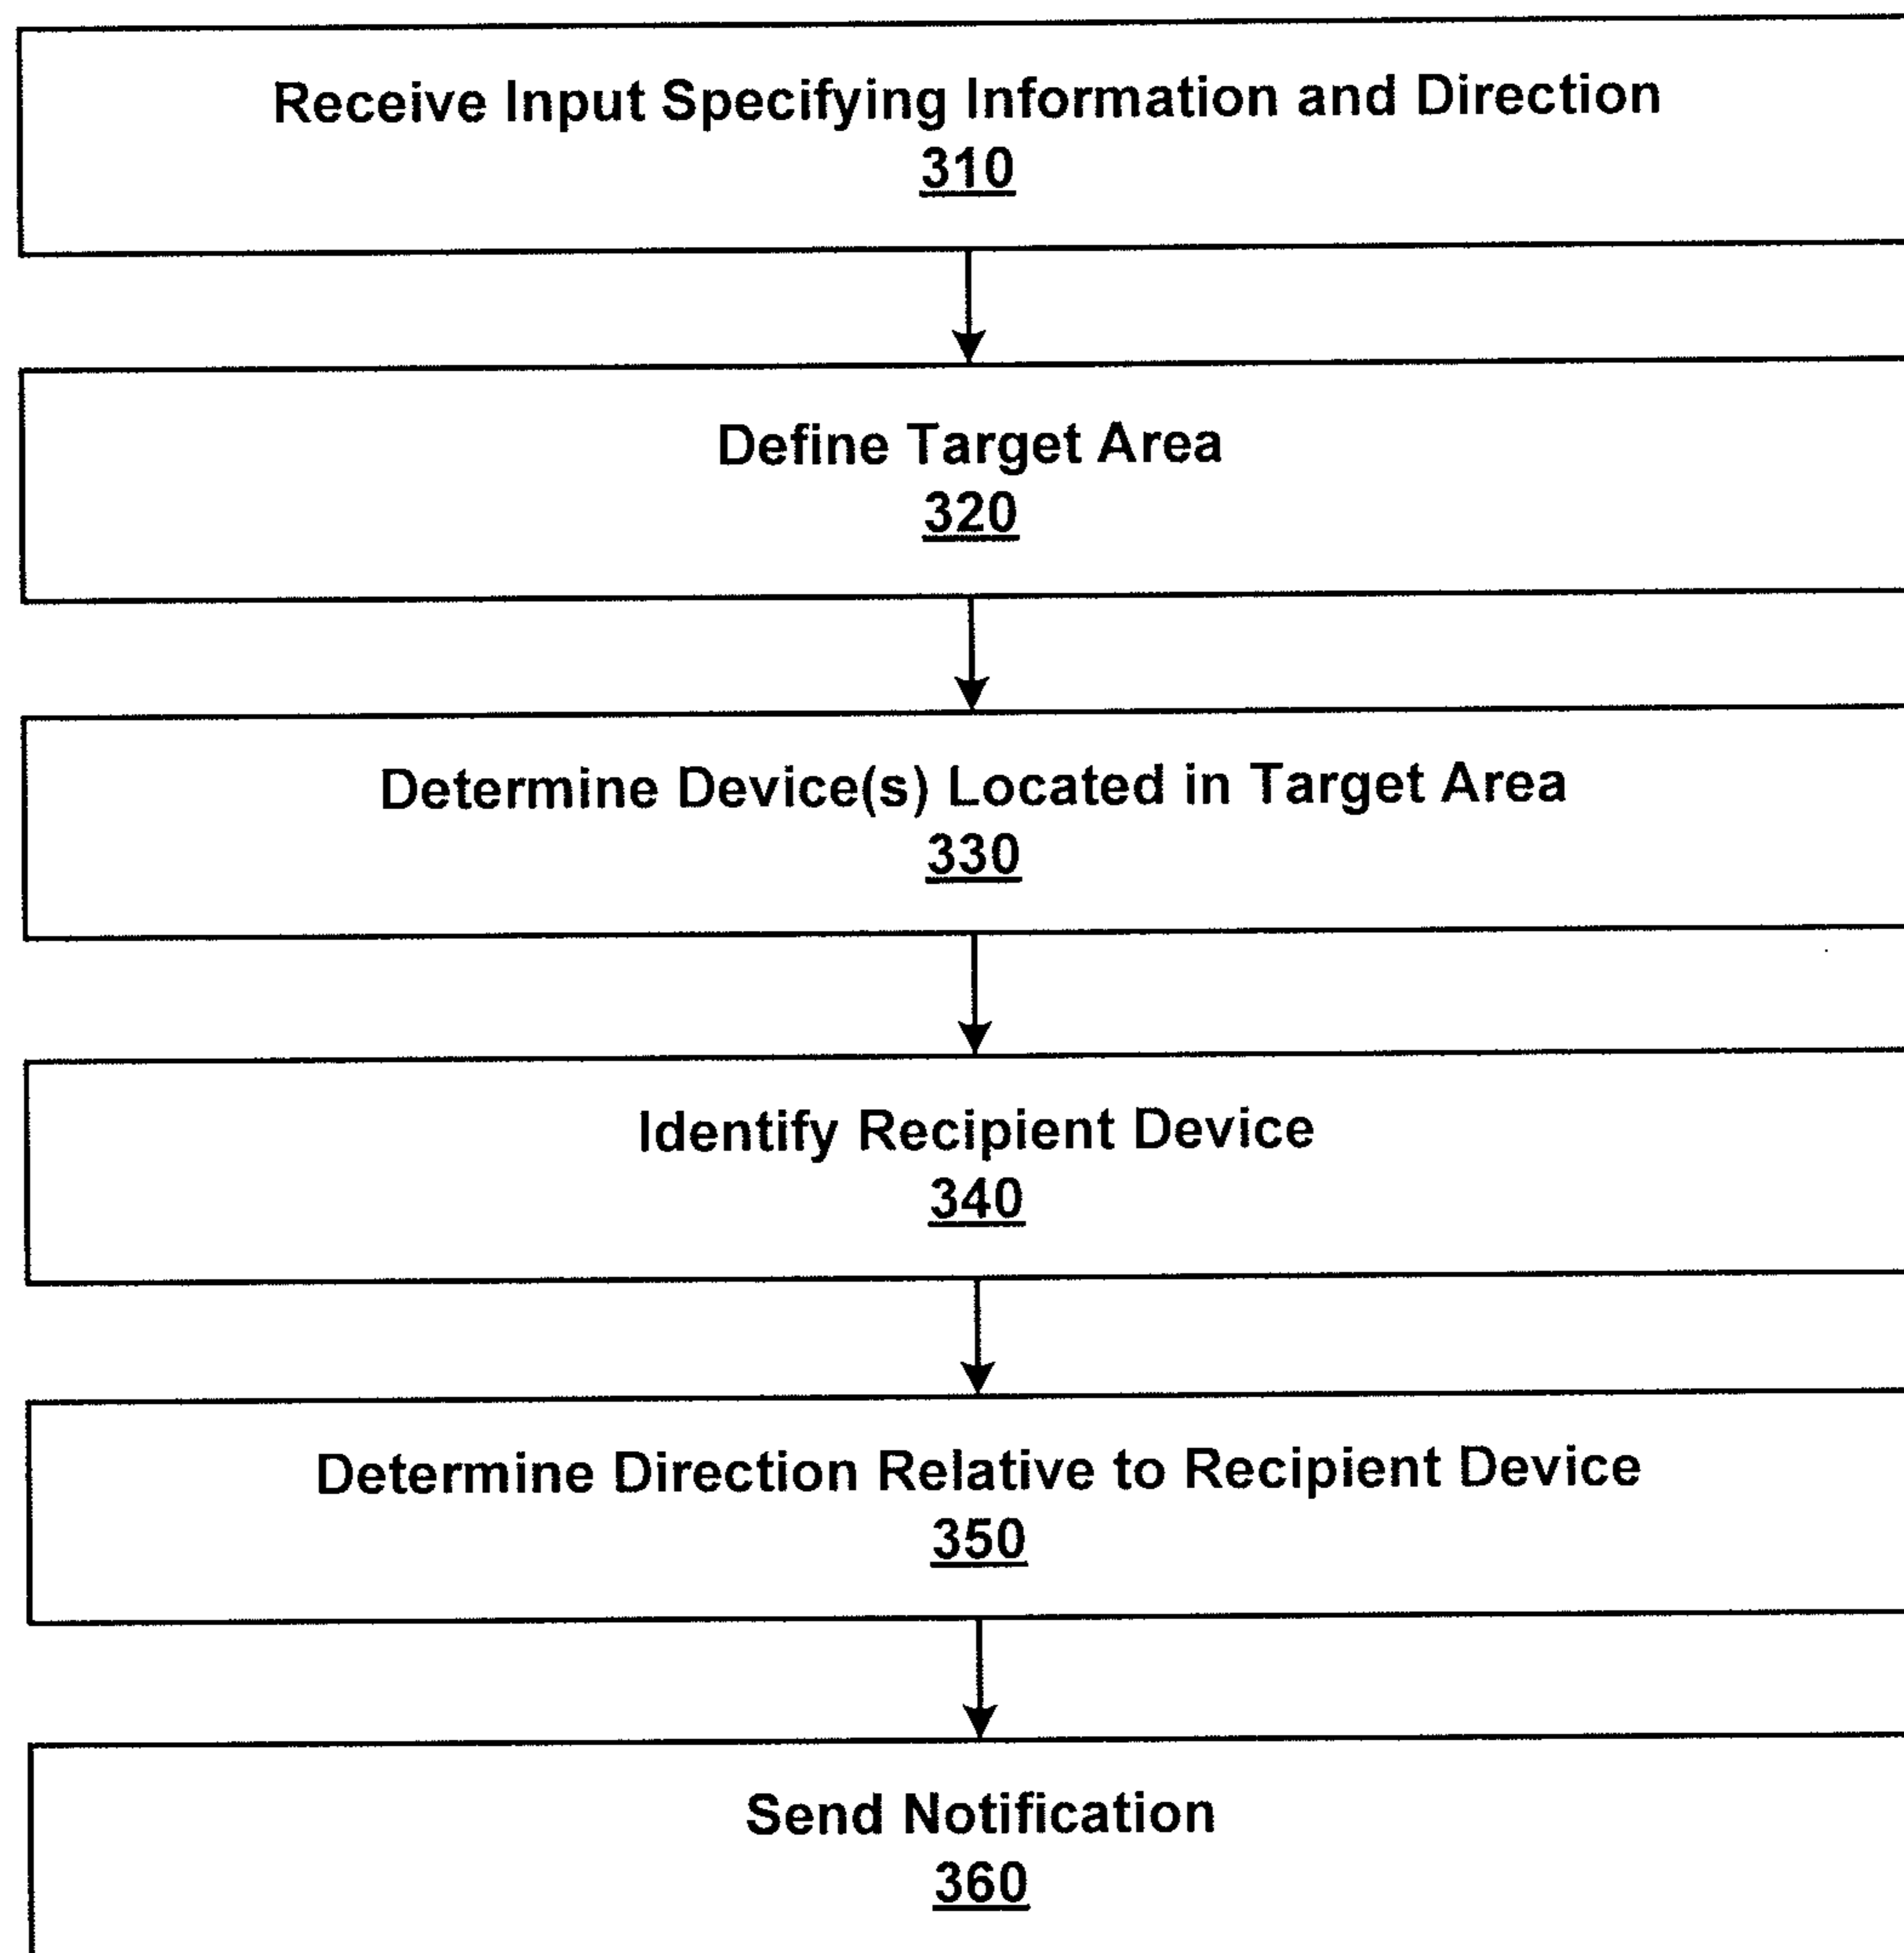 Receive Input Specifying Information and Direction
310
Define Target Area
320
Determine Device(s) Located in Target Area
330
Identify Recipient Device
340
Determine Direction Relative to Recipient Device
350
Send Notification
360